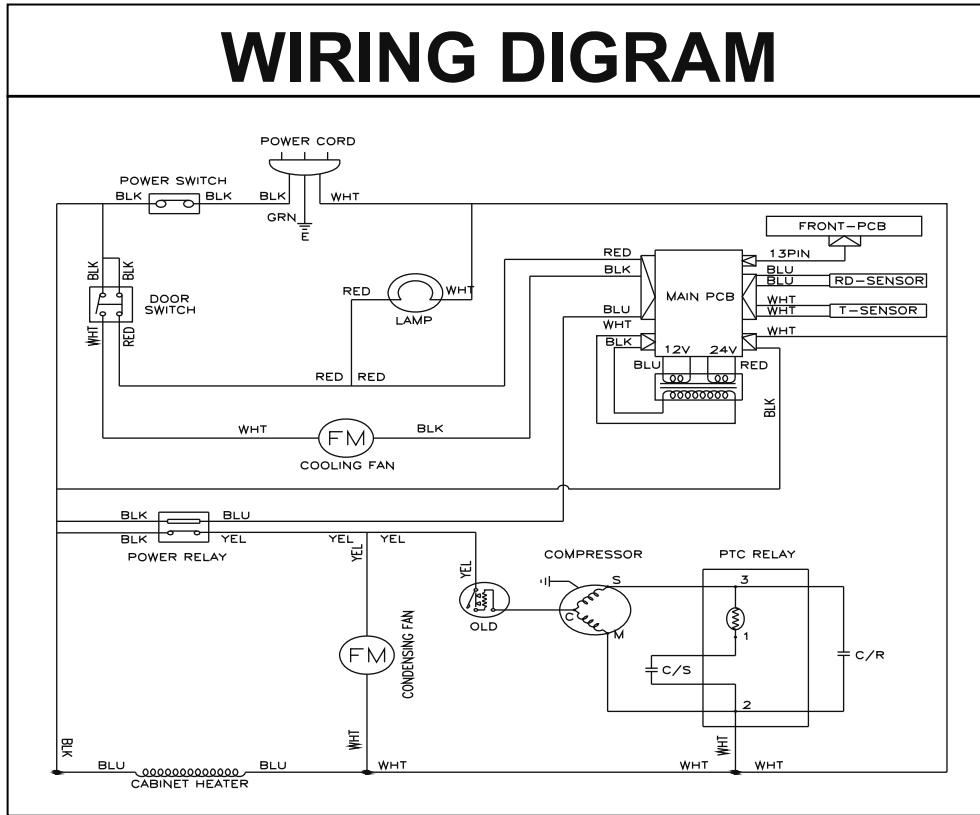 WIRING DIGRAM
POWER CORD
POWER SWITCH
BLK BLK BLK WHT
GRN
E
FRONT-PCB
13PIN
RED
BLK
BLU
BLU
RD-SENSOR
BLK BLK
DOOR SWITCH
WHT RED
RED WHT
LAMP
MAIN PCB
WHT
WHT
T-SENSOR
BLU
WHT
BLK
WHT
12V 24V
BLU RED
BLK
RED RED
WHT BLK
FM
COOLING FAN
BLK BLU
BLK YEL YEL YEL
POWER RELAY
YEL
YEL
OLD
COMPRESSOR
S
C
M
PTC RELAY
3
1
2
C/S
C/R
FM
CONDENSING FAN
WHT
WHT
BLK
BLU BLU WHT WHT WHT
CABINET HEATER